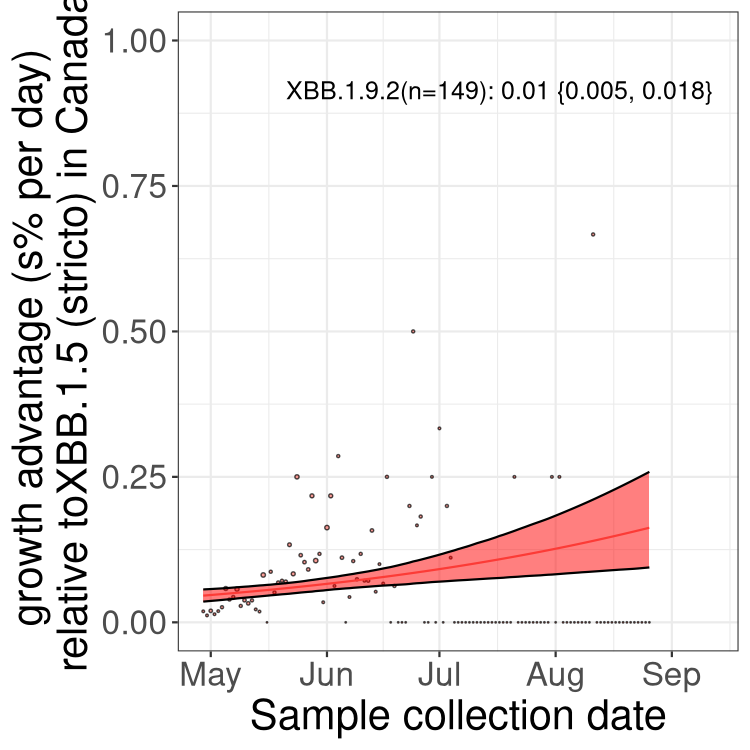 growth advantage (s% per day)
relative toXBB.1.5 (stricto) in Canada
1.00
0.75
0.50
0.25
0.00
XBB.1.9.2(n=149): 0.01 {0.005, 0.018}
May Jun Jul Aug Sep
Sample collection date